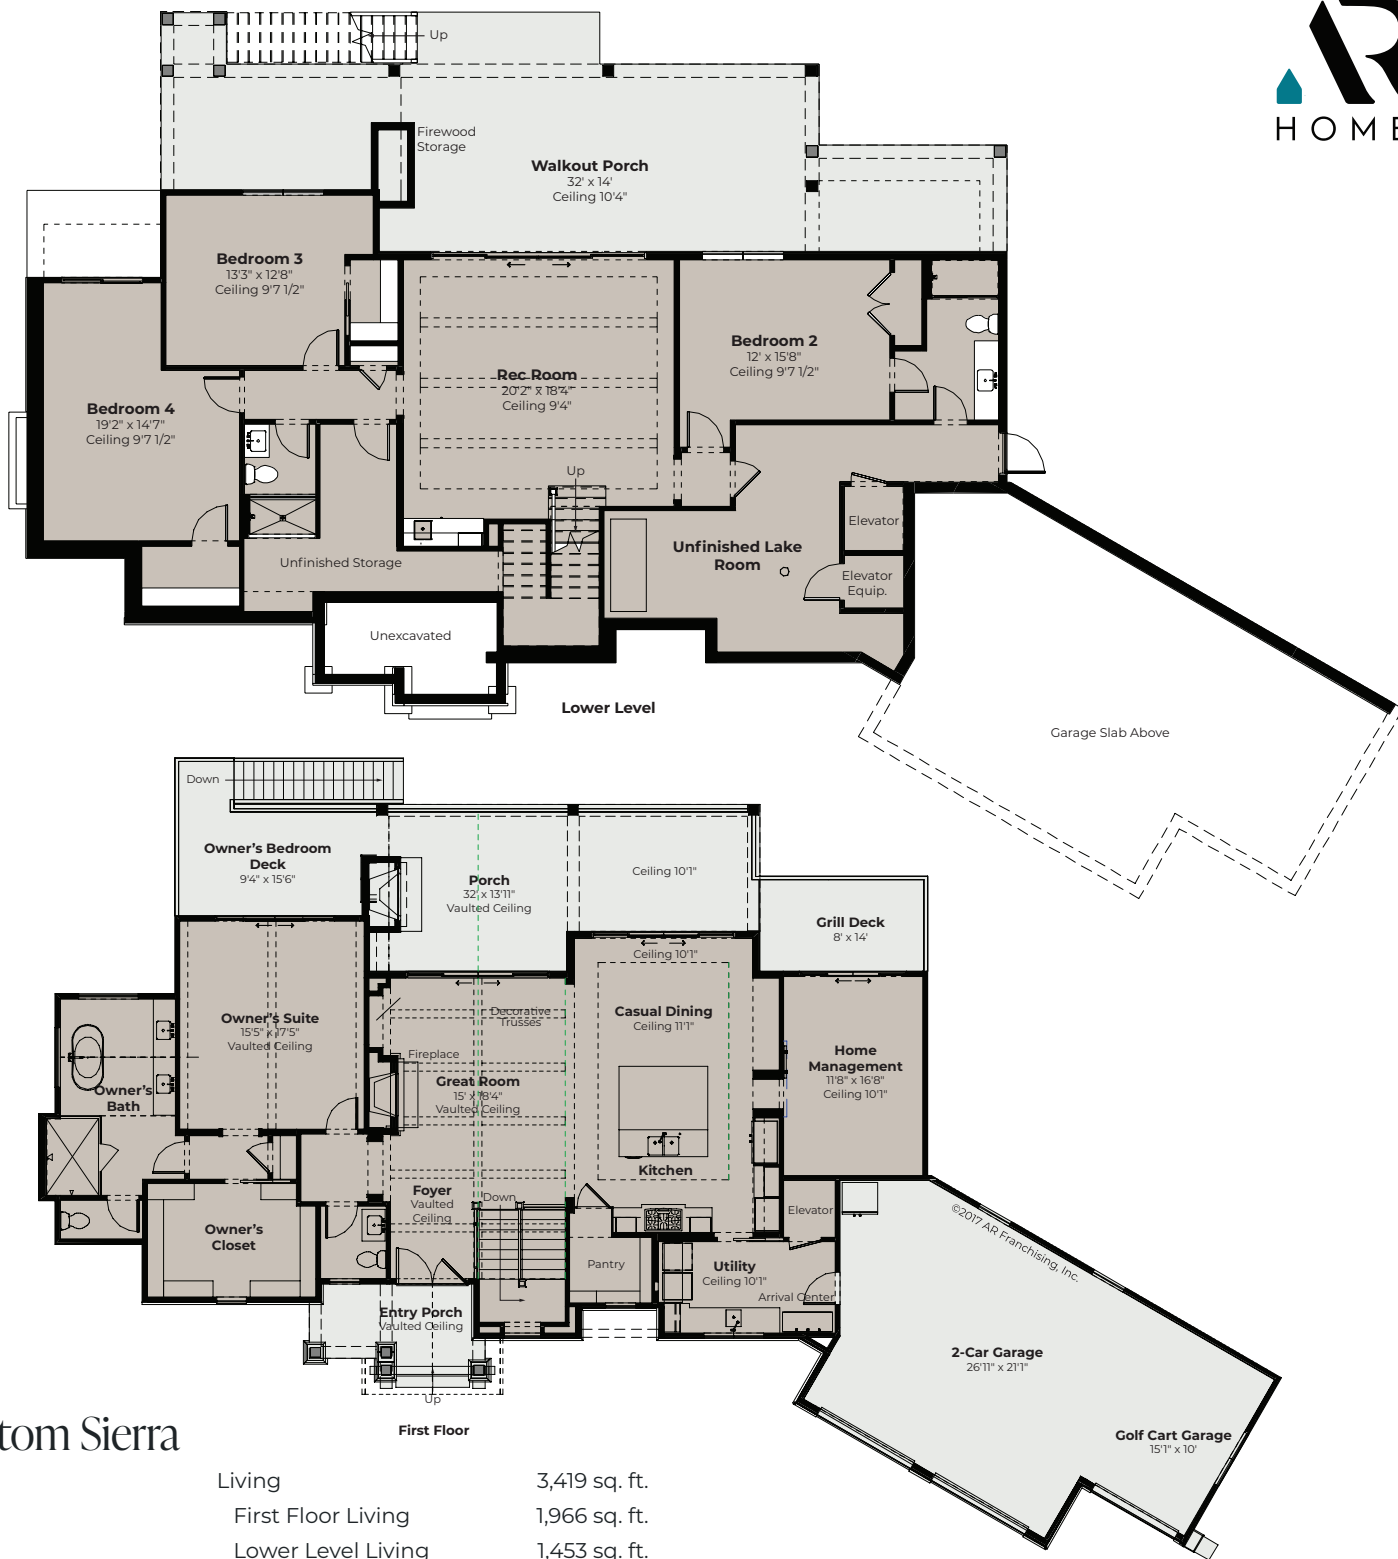 AR
HOME
Up
Firewood
Storage
Walkout Porch
32' x 14'
Ceiling 10'4"
Bedroom 3
13'3" x 12'8"
Ceiling 9'7 1/2"
Bedroom 2
12' x 15'8"
Ceiling 9'7 1/2"
Rec Room
20'2" x 18'4"
Ceiling 9'4"
Bedroom 4
19'2" x 14'7"
Ceiling 9'7 1/2"
Up
Elevator
Unfinished Lake
Room
Unfinished Storage
Elevator
Equip.
Unexcavated
Lower Level
Garage Slab Above
Down
Owner's Bedroom
Deck
9'4" x 15'6"
Porch
32' x 13'11"
Vaulted Ceiling
Ceiling 10'1"
Grill Deck
8' x 14'
Ceiling 10'1"
Owner's Suite
15'5" x 17'5"
Vaulted Ceiling
Decorative
Trusses
Casual Dining
Ceiling 11'1"
Fireplace
Great Room
15' x 18'4"
Vaulted Ceiling
Home
Management
11'8" x 16'8"
Ceiling 10'1"
Owner's
Bath
Kitchen
Foyer
Vaulted
Ceiling
Down
Elevator
Owner's
Closet
©2017 AR Franchising, Inc.
Pantry
Utility
Ceiling 10'1"
Arrival Center
Entry Porch
Vaulted Ceiling
2-Car Garage
26'11" x 21'1"
Up
First Floor
Golf Cart Garage
15'1" x 10'
tom Sierra
Living 3,419 sq. ft.
First Floor Living 1,966 sq. ft.
Lower Level Living 1,453 sq. ft.